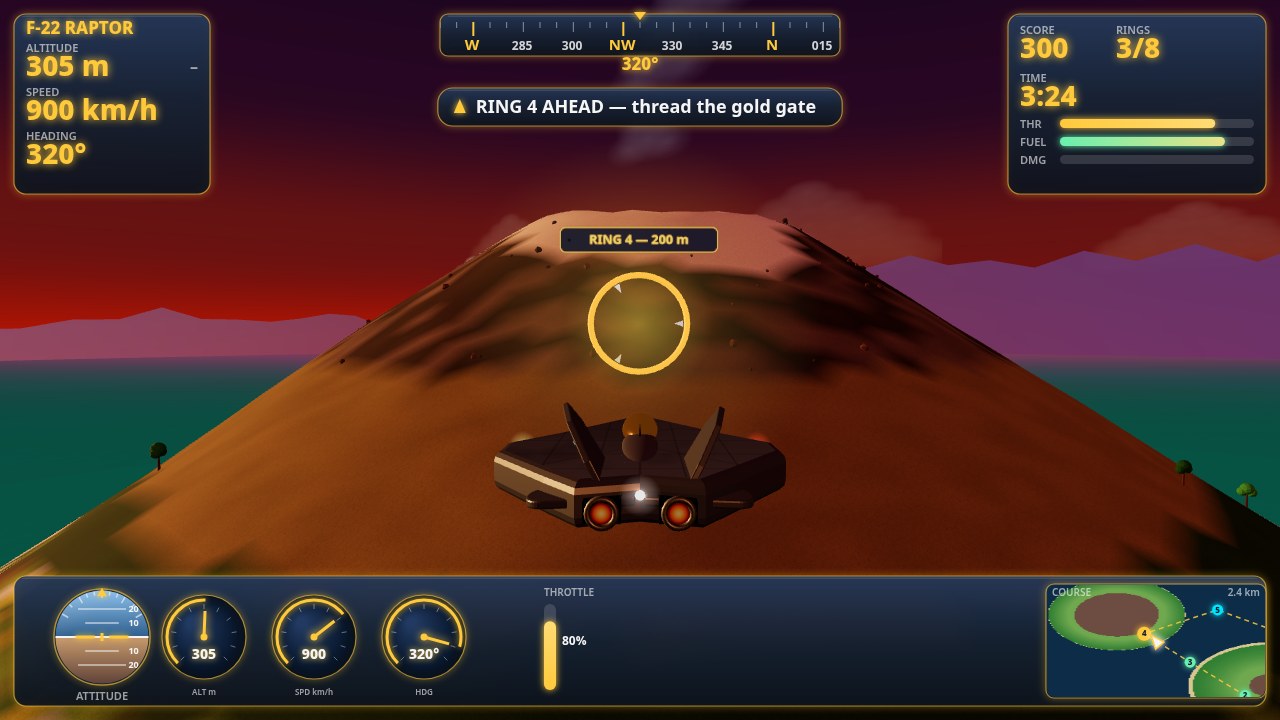 F-22 RAPTOR
ALTITUDE
305 m
–
SPEED
900 km/h
HEADING
320°
W 285 300 NW 330 345 N 015
320°
RING 4 AHEAD — thread the gold gate
SCORE RINGS
300 3/8
TIME
3:24
THR
FUEL
DMG
RING 4 — 200 m
20
10
10
20
ATTITUDE
305
ALT m
900
SPD km/h
320°
HDG
THROTTLE
80%
COURSE 2.4 km
5
4
3
2